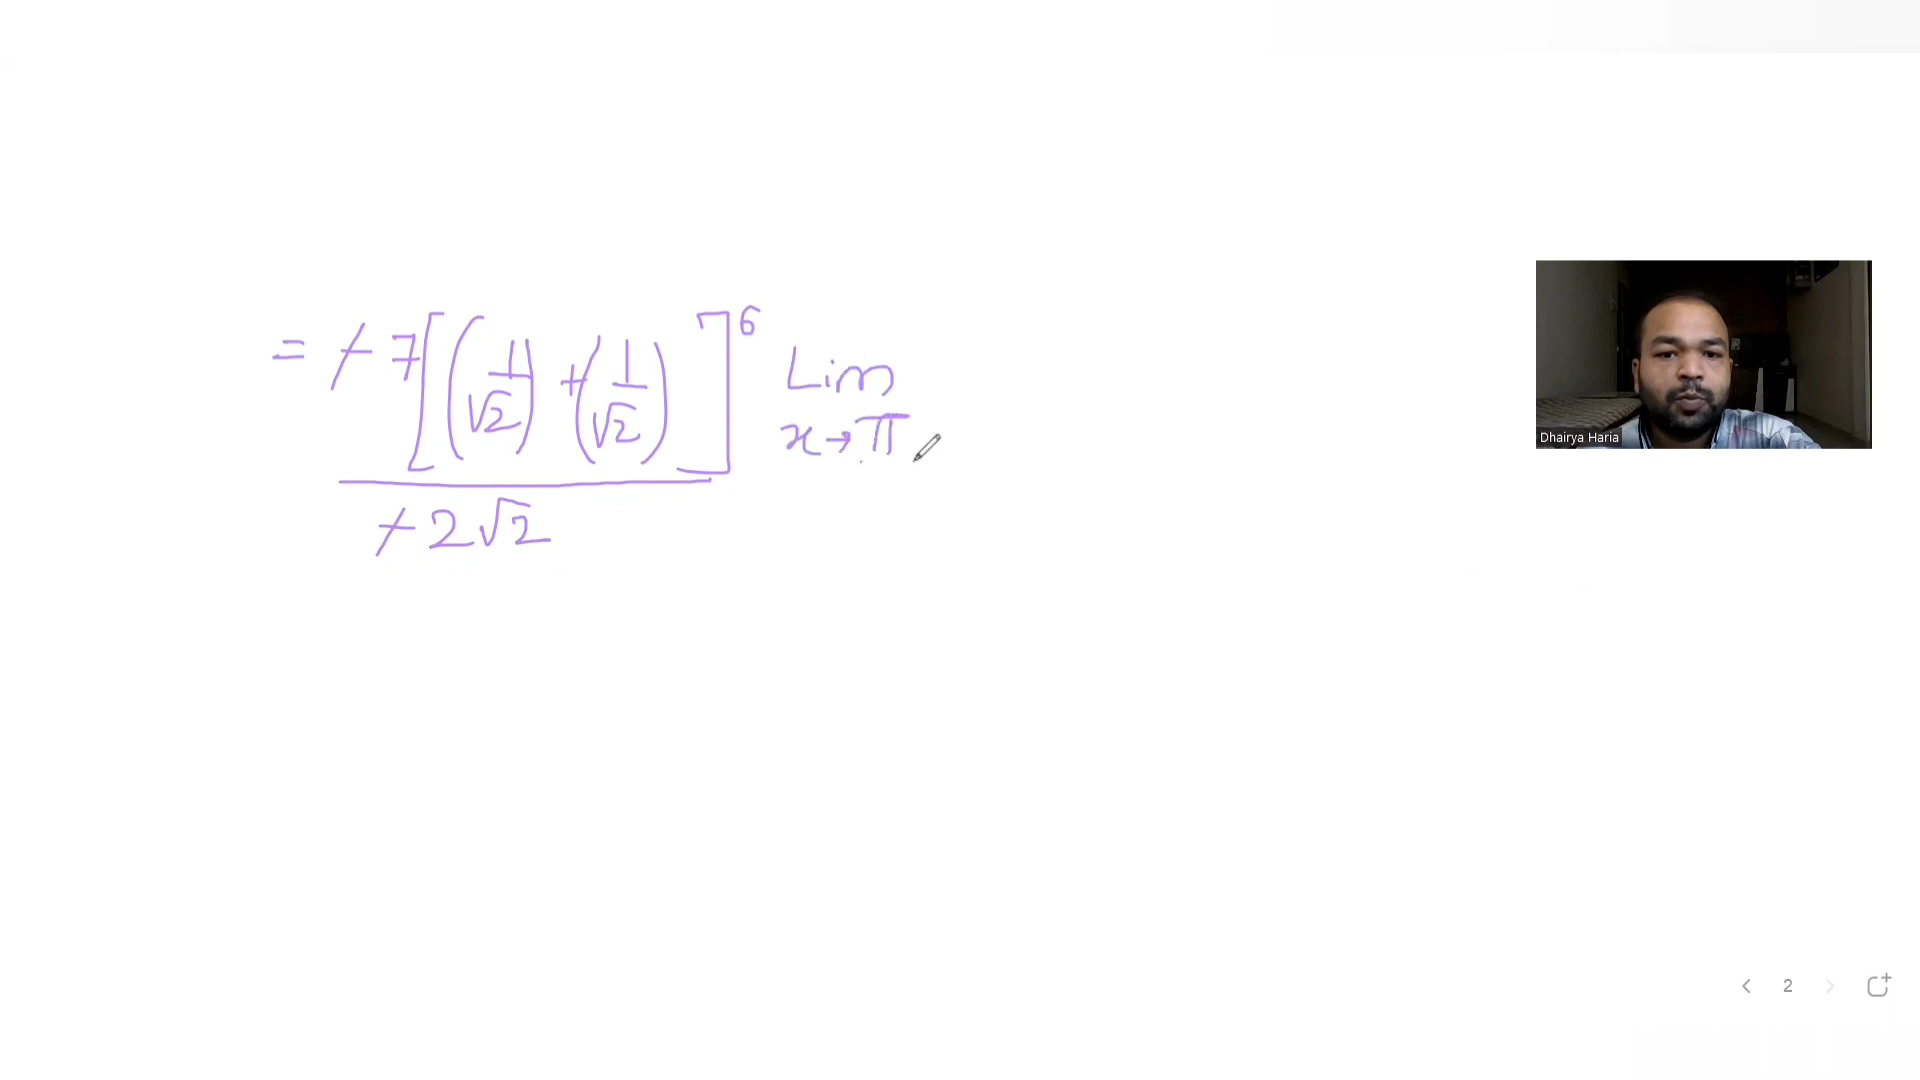 = -7[(1/√2) + (1/√2)]^6 Lim
x→π
-2√2
Dhairya Haria
2